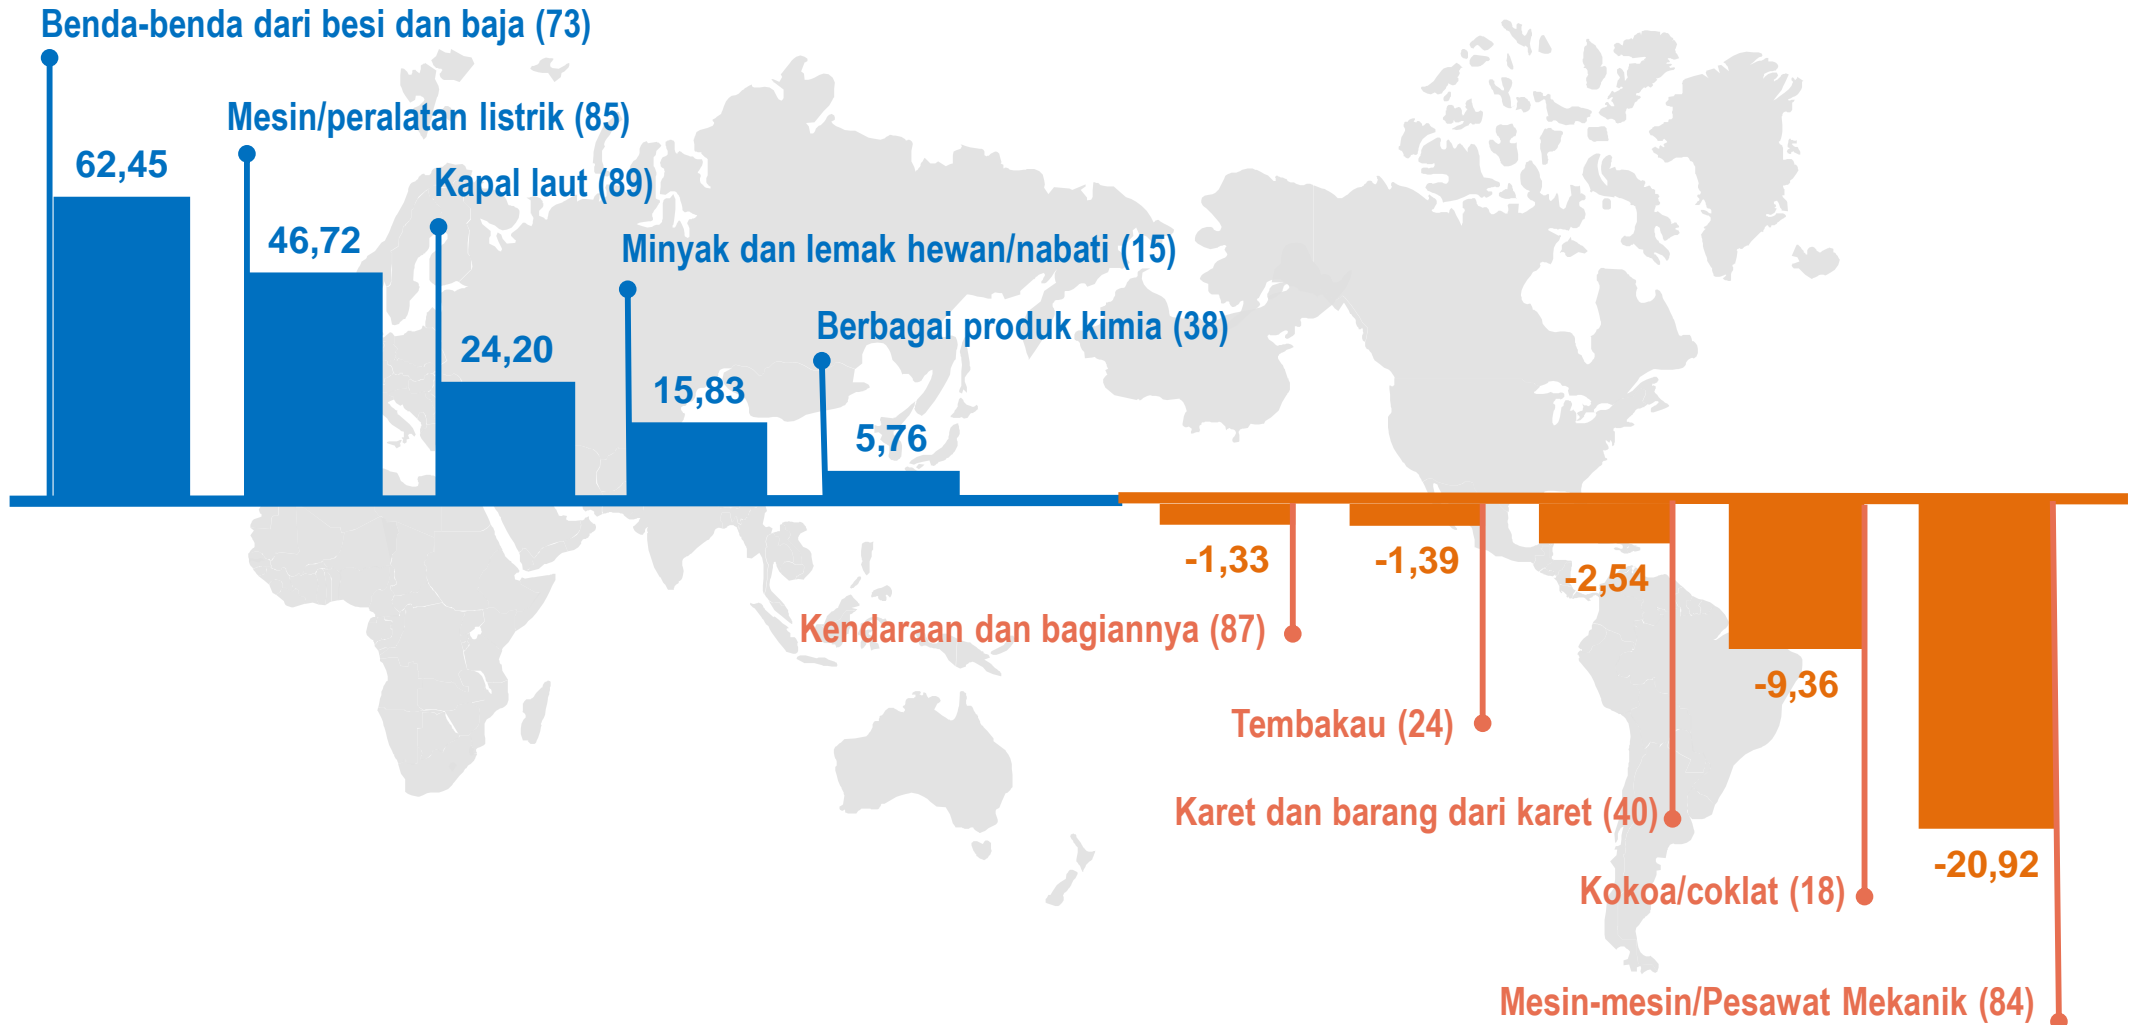 Benda-benda dari besi dan baja (73)
62,45
Mesin/peralatan listrik (85)
46,72
Kapal laut (89)
24,20
Minyak dan lemak hewan/nabati (15)
15,83
Berbagai produk kimia (38)
5,76
-1,33
Kendaraan dan bagiannya (87)
-1,39
Tembakau (24)
-2,54
Karet dan barang dari karet (40)
-9,36
Kokoa/coklat (18)
-20,92
Mesin-mesin/Pesawat Mekanik (84)